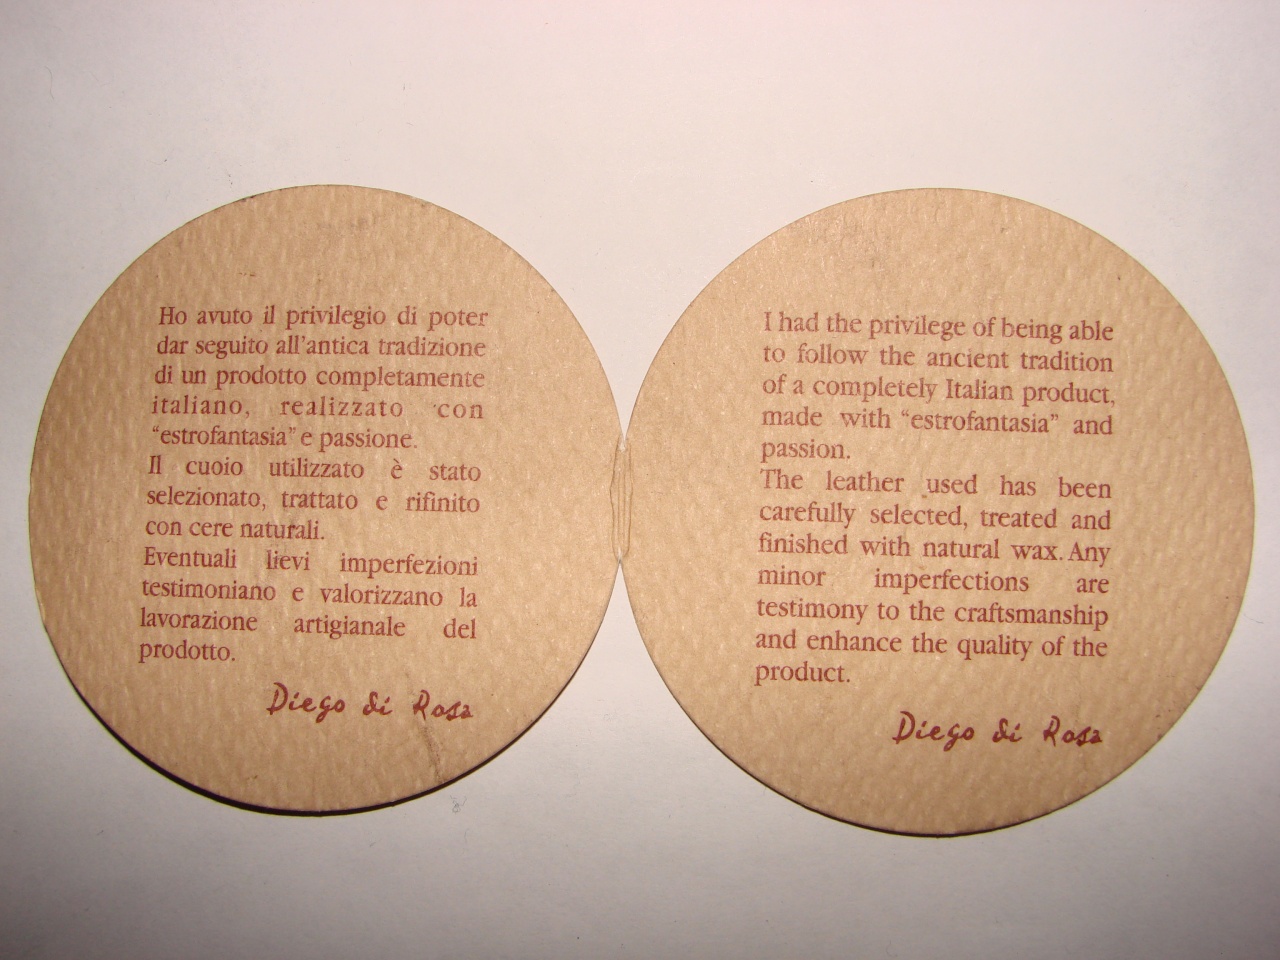 Ho avuto il privilegio di poter
dar seguito all'antica tradizione
di un prodotto completamente
italiano, realizzato con
“estrofantasia” e passione.
Il cuoio utilizzato è stato
selezionato, trattato e rifinito
con cere naturali.
Eventuali lievi imperfezioni
testimoniano e valorizzano la
lavorazione artigianale del
prodotto.
Diego di Rosa
I had the privilege of being able
to follow the ancient tradition
of a completely Italian product,
made with “estrofantasia” and
passion.
The leather used has been
carefully selected, treated and
finished with natural wax. Any
minor imperfections are
testimony to the craftsmanship
and enhance the quality of the
product.
Diego di Rosa